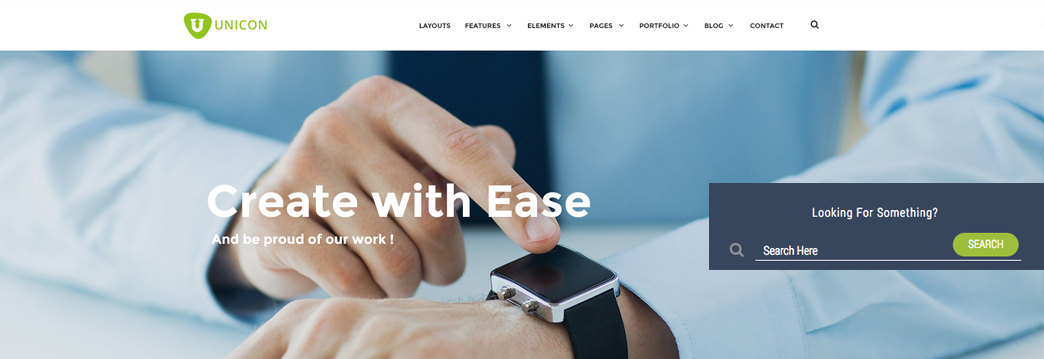 UNICON
LAYOUTS FEATURES ELEMENTS PAGES PORTFOLIO BLOG CONTACT
Create with Ease
And be proud of our work !
Looking For Something?
Search Here SEARCH